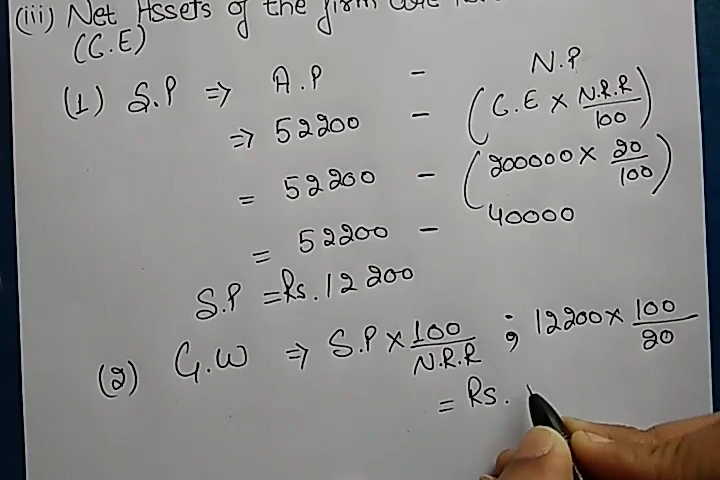 (iii) Net Assets of the firm
(C.E)
(1) S.P ⇒ A.P - N.P
⇒ 52200 - (C.E × N.R.R/100)
= 52200 - (200000 × 20/100)
= 52200 - 40000
S.P = Rs. 12200
(2) G.W ⇒ S.P × 100/N.R.R ; 12200 × 100/20
= Rs.